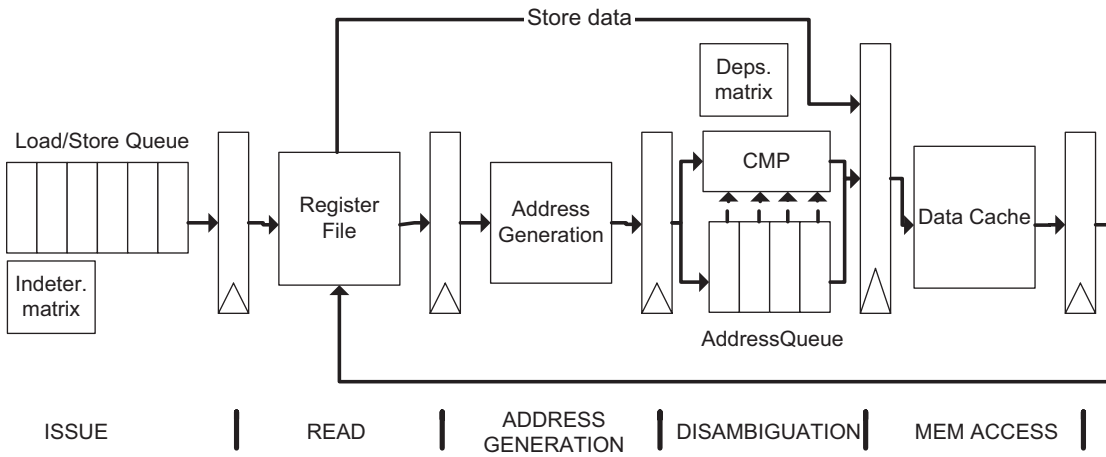 Store data
Deps.
matrix
Load/Store Queue
CMP
Register
File
Address
Generation
Data Cache
Indeter.
matrix
AddressQueue
ISSUE
READ
ADDRESS
GENERATION
DISAMBIGUATION
MEM ACCESS